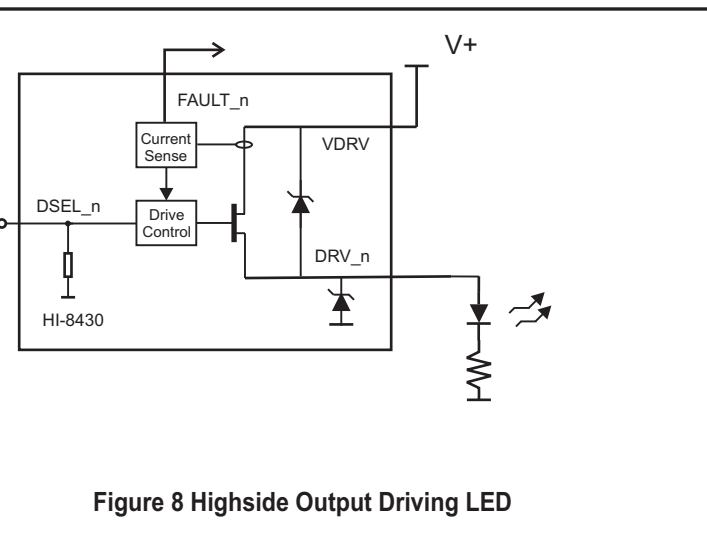 V+
FAULT_n
Current
Sense
VDRV
DSEL_n
Drive
Control
DRV_n
HI-8430
Figure 8 Highside Output Driving LED